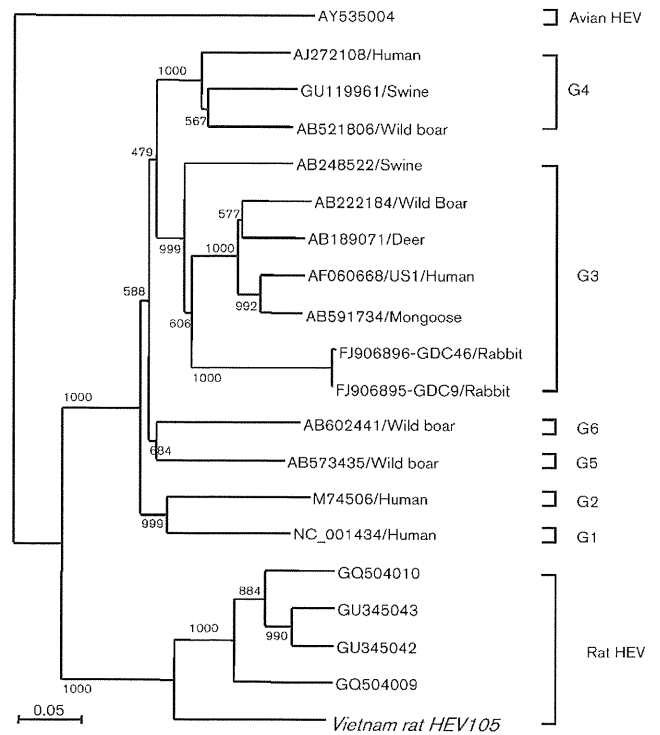 AY535004
Avian HEV
AJ272108/Human
1000
GU119961/Swine
G4
567
AB521806/Wild boar
479
AB248522/Swine
AB222184/Wild Boar
577
AB189071/Deer
999
1000
AF060668/US1/Human
G3
588
992
AB591734/Mongoose
606
FJ906896-GDC46/Rabbit
1000
FJ906895-GDC9/Rabbit
1000
AB602441/Wild boar
G6
684
AB573435/Wild boar
G5
M74506/Human
G2
999
NC_001434/Human
G1
GQ504010
884
GU345043
1000
990
GU345042
Rat HEV
GQ504009
1000
0.05
Vietnam rat HEV105